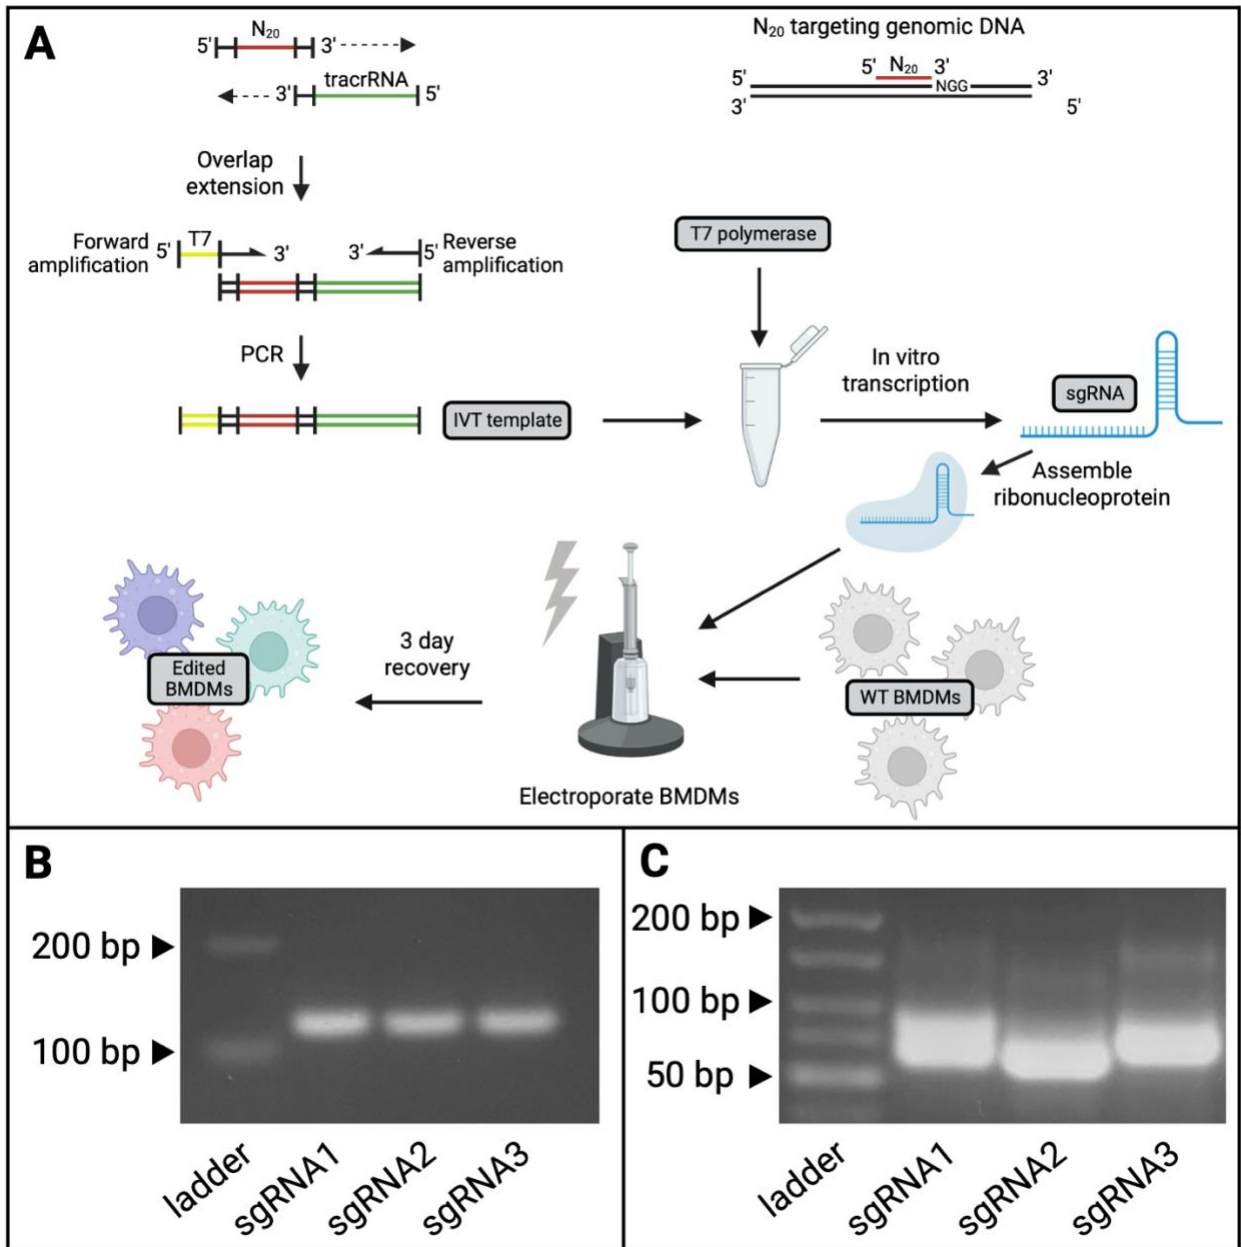 A
5' N₂₀ 3'
3' tracrRNA 5'
N₂₀ targeting genomic DNA
5' N₂₀ 3'
5' NGG 3'
3' 5'
Overlap
extension
Forward
amplification
5' T7 3'
3' 5'
Reverse
amplification
PCR
IVT template
T7 polymerase
In vitro
transcription
sgRNA
Assemble
ribonucleoprotein
WT BMDMs
Electroporate BMDMs
3 day
recovery
Edited
BMDMs
B
200 bp
100 bp
ladder
sgRNA1
sgRNA2
sgRNA3
C
200 bp
100 bp
50 bp
ladder
sgRNA1
sgRNA2
sgRNA3